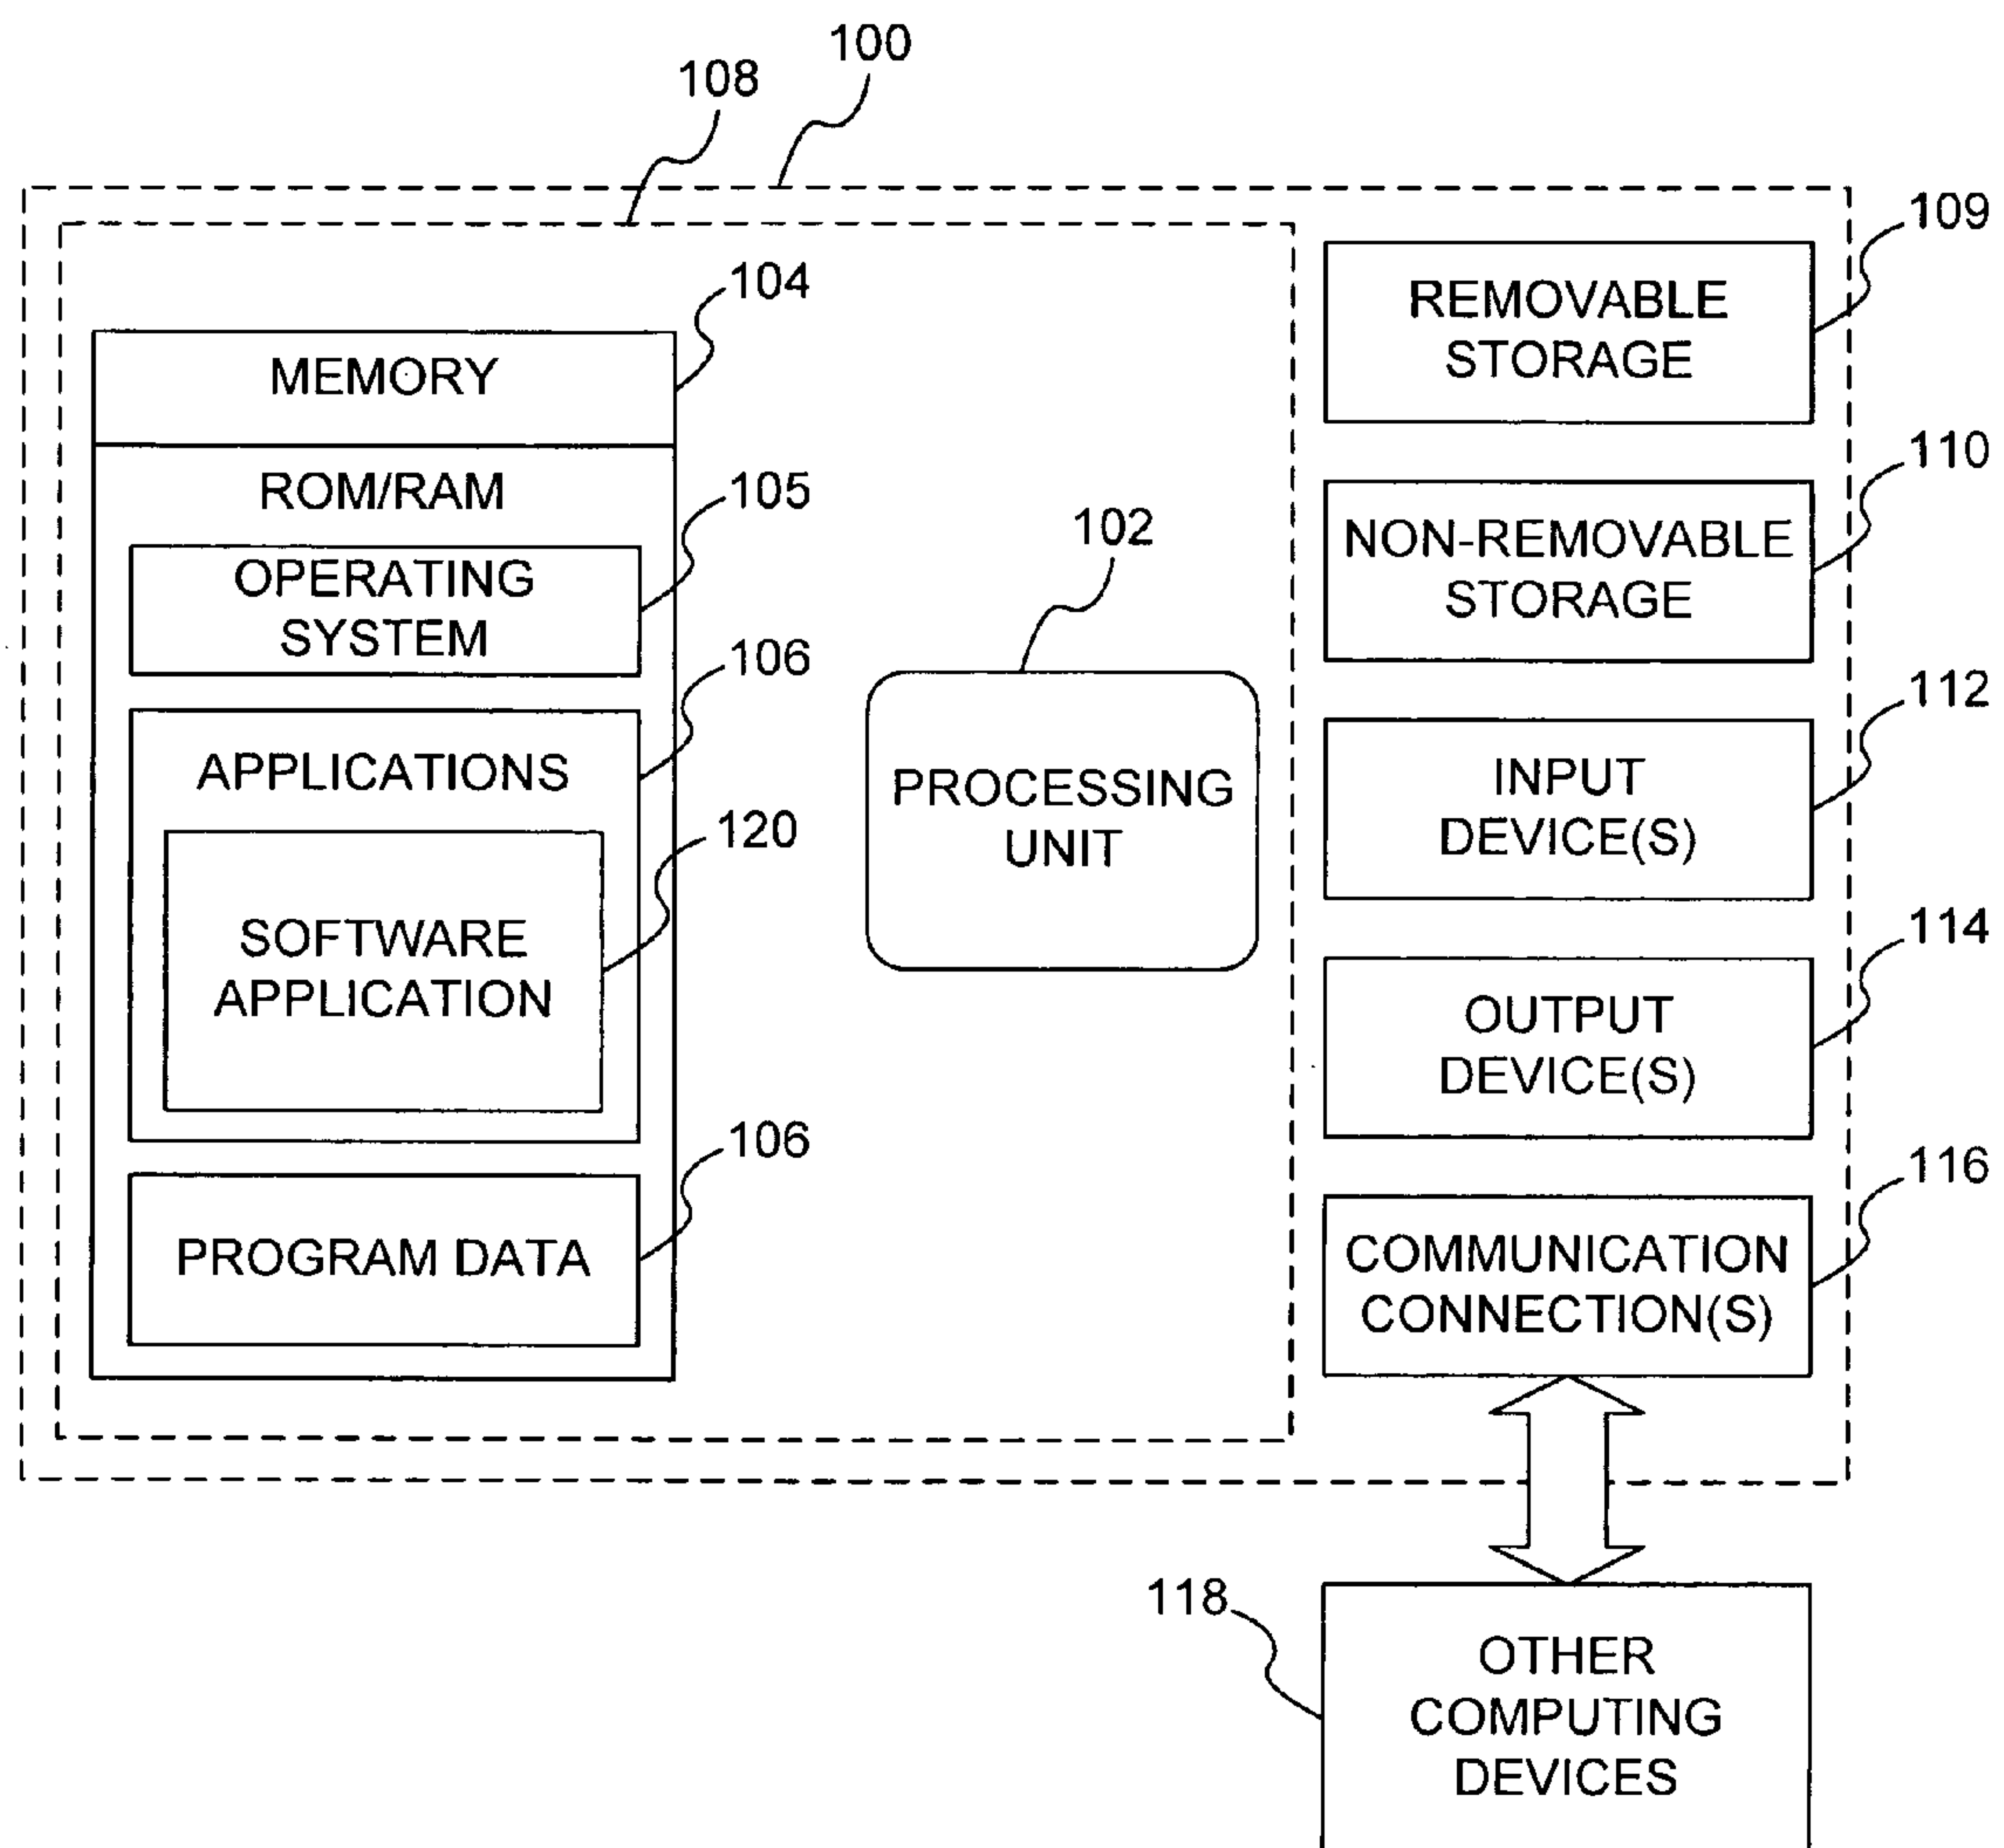 100
108
109
104
REMOVABLE
STORAGE
MEMORY
110
ROM/RAM
105
102
NON-REMOVABLE
STORAGE
OPERATING
SYSTEM
106
112
APPLICATIONS
PROCESSING
UNIT
INPUT
DEVICE(S)
120
SOFTWARE
APPLICATION
114
OUTPUT
DEVICE(S)
106
116
PROGRAM DATA
COMMUNICATION
CONNECTION(S)
118
OTHER
COMPUTING
DEVICES